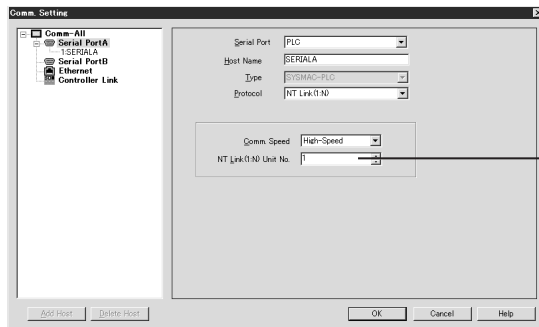 Comm. Setting
Comm-All
Serial PortA
1:SERIALA
Serial PortB
Ethernet
Controller Link
Serial Port PLC
Host Name SERIALA
Type SYSMAC-PLC
Protocol NT Link(1:N)
Comm. Speed High-Speed
NT Link(1:N) Unit No. 1
Add Host Delete Host OK Cancel Help